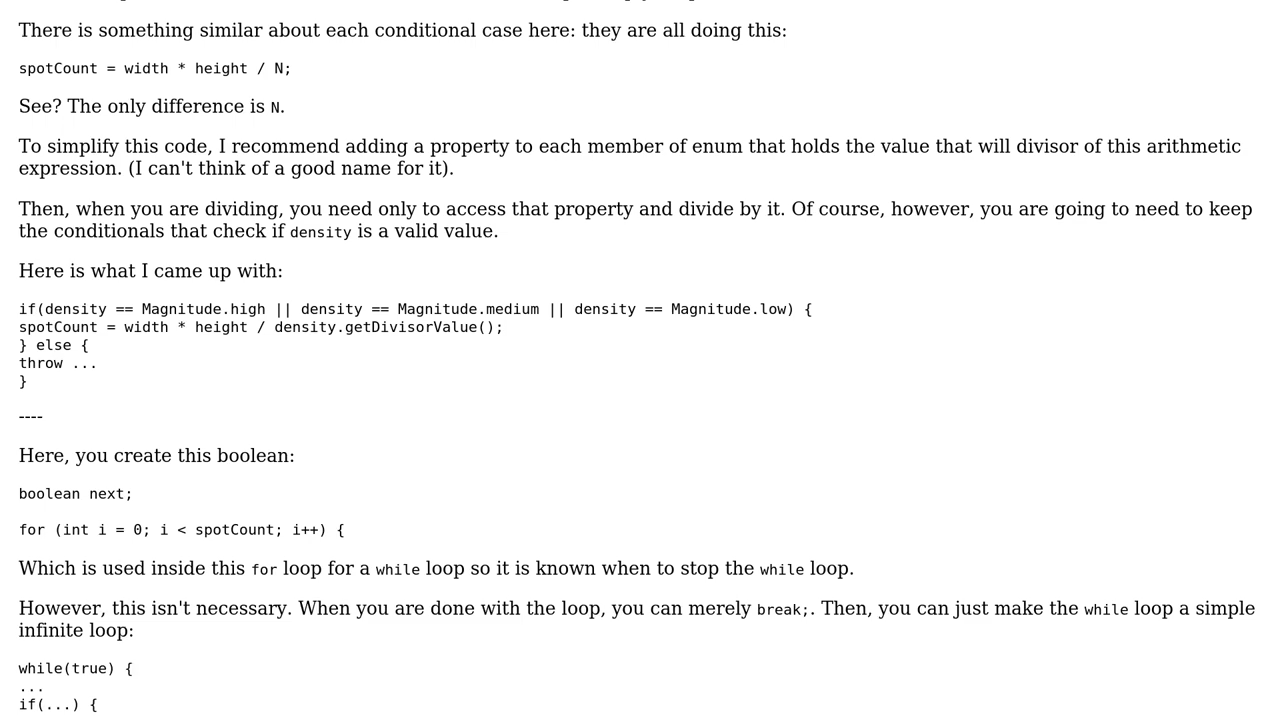 There is something similar about each conditional case here: they are all doing this:
spotCount = width * height / N;
See? The only difference is N.
To simplify this code, I recommend adding a property to each member of enum that holds the value that will divisor of this arithmetic
expression. (I can't think of a good name for it).
Then, when you are dividing, you need only to access that property and divide by it. Of course, however, you are going to need to keep
the conditionals that check if density is a valid value.
Here is what I came up with:
if(density == Magnitude.high || density == Magnitude.medium || density == Magnitude.low) {
spotCount = width * height / density.getDivisorValue();
} else {
throw ...
}
----
Here, you create this boolean:
boolean next;
for (int i = 0; i < spotCount; i++) {
Which is used inside this for loop for a while loop so it is known when to stop the while loop.
However, this isn't necessary. When you are done with the loop, you can merely break;. Then, you can just make the while loop a simple
infinite loop:
while(true) {
...
if(...) {